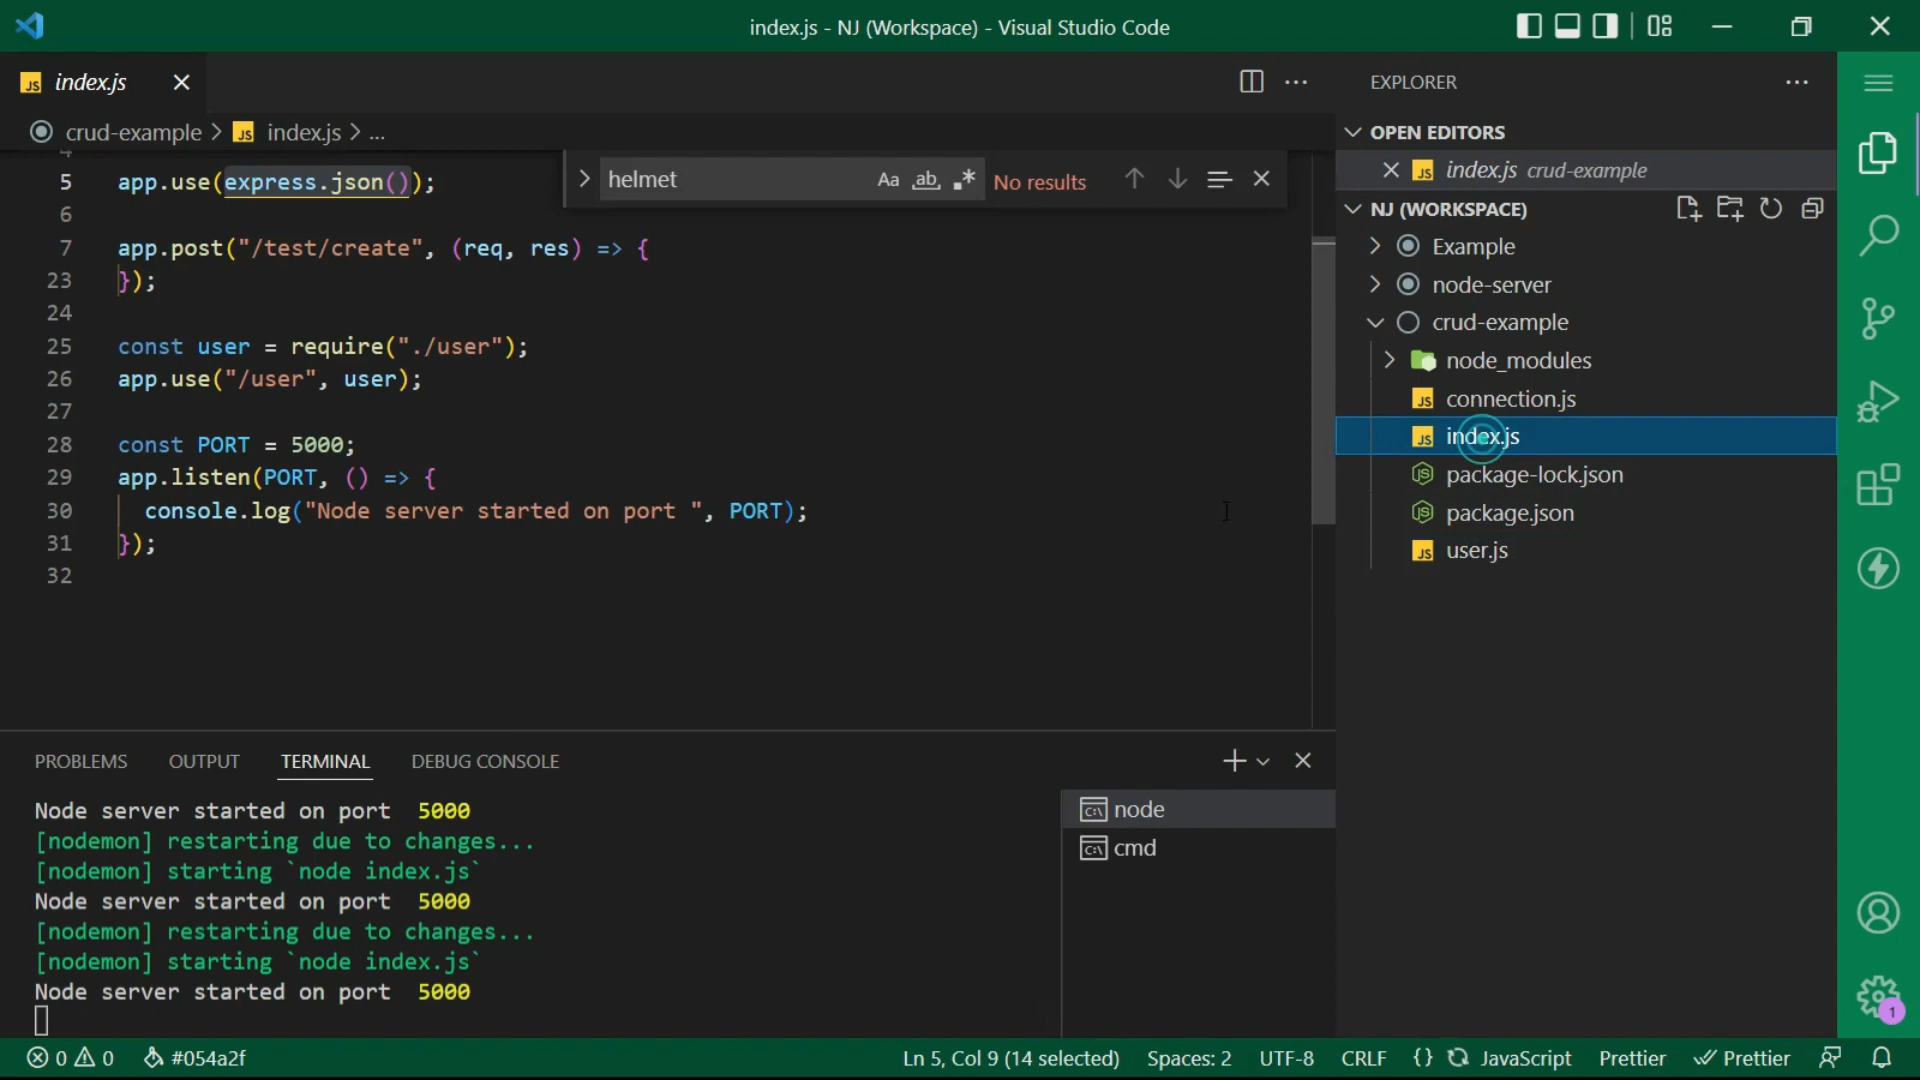 index.js - NJ (Workspace) - Visual Studio Code
index.js
crud-example > index.js > ...
helmet
Aa ab No results
5 app.use(express.json());
6
7 app.post("/test/create", (req, res) => {
23 });
24
25 const user = require("./user");
26 app.use("/user", user);
27
28 const PORT = 5000;
29 app.listen(PORT, () => {
30 console.log("Node server started on port ", PORT);
31 });
32
EXPLORER
OPEN EDITORS
index.js crud-example
NJ (WORKSPACE)
Example
node-server
crud-example
node_modules
connection.js
index.js
package-lock.json
package.json
user.js
PROBLEMS OUTPUT TERMINAL DEBUG CONSOLE
Node server started on port 5000
[nodemon] restarting due to changes...
[nodemon] starting `node index.js`
Node server started on port 5000
[nodemon] restarting due to changes...
[nodemon] starting `node index.js`
Node server started on port 5000
node
cmd
1
0 0 #054a2f Ln 5, Col 9 (14 selected) Spaces: 2 UTF-8 CRLF {} JavaScript Prettier Prettier